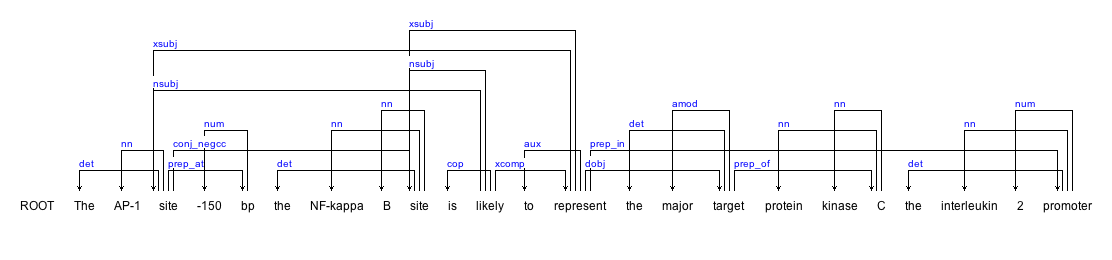 xsubj
xsubj
nsubj
nsubj
nn amod nn num
num nn det nn nn
nn conj_negcc aux prep_in
det prep_at det cop xcomp dobj prep_of det
ROOT The AP-1 site -150 bp the NF-kappa B site is likely to represent the major target protein kinase C the interleukin 2 promoter